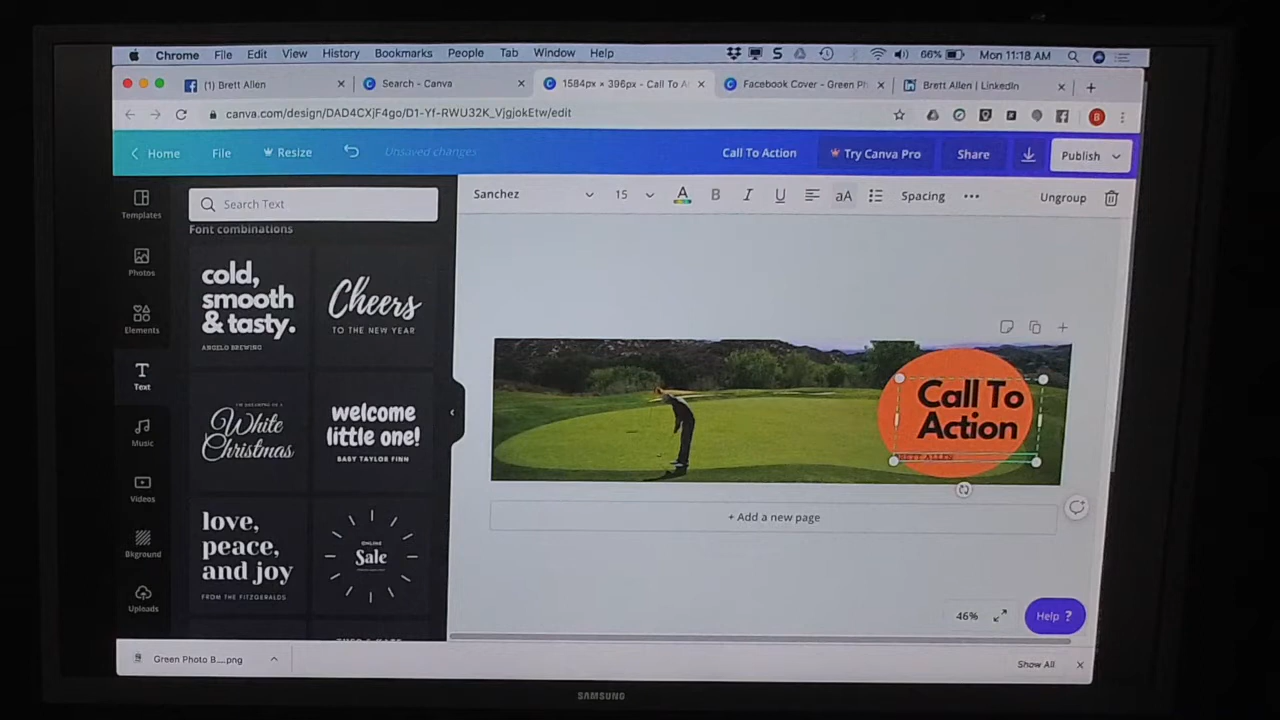 Chrome File Edit View History Bookmarks People Tab Window Help
S 66% Mon 11:18 AM
(1) Brett Allen
Search - Canva
1584px × 396px - Call To A
Facebook Cover - Green Ph
Brett Allen | LinkedIn
canva.com/design/DAD4CXjF4go/D1-Yf-RWU32K_VjgjokEtw/edit
B
Home File Resize Unsaved changes Call To Action Try Canva Pro Share Publish
Sanchez 15 A B I U aA Spacing Ungroup
Templates
Photos
Elements
Text
Music
Videos
Bkground
Uploads
Search Text
Font combinations
cold,
smooth
& tasty.
ANGELO BREWING
Cheers
TO THE NEW YEAR
White
Christmas
welcome
little one!
BABY TAYLOR FINN
love,
peace,
and joy
FROM THE FITZGERALDS
ONLINE
Sale
Call To
Action
BRETT ALLEN
+ Add a new page
46%
Help ?
Green Photo B....png
Show All
SAMSUNG